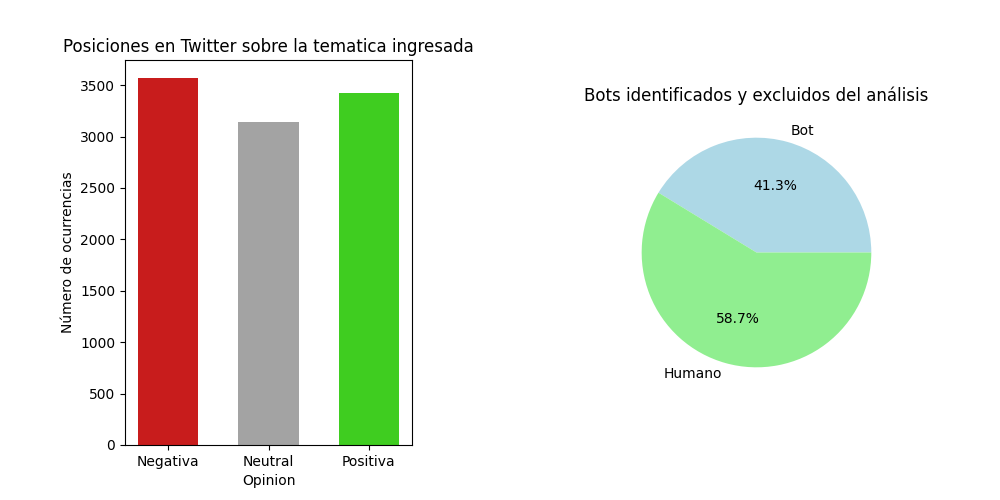 Posiciones en Twitter sobre la tematica ingresada
Número de ocurrencias
3500
3000
2500
2000
1500
1000
500
0
Negativa
Neutral
Positiva
Opinion
Bots identificados y excluidos del análisis
Bot
41.3%
58.7%
Humano